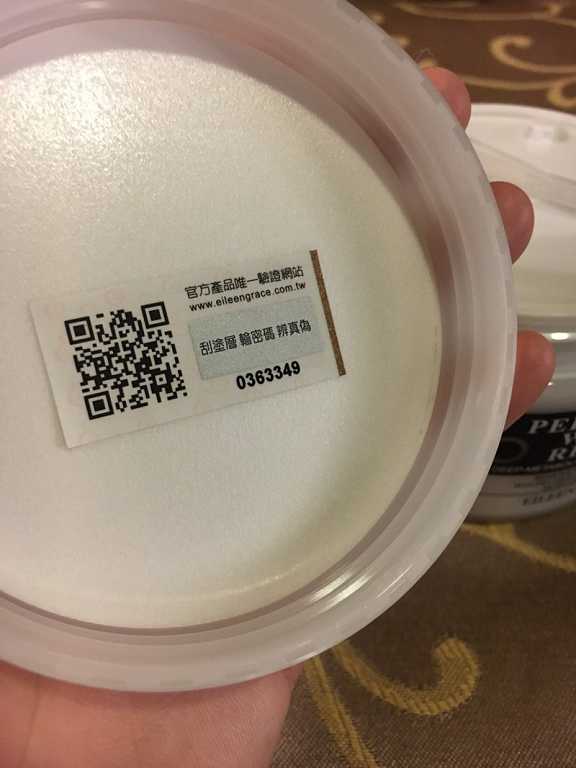 官方產品唯一驗證網站
www.eileengrace.com.tw
刮塗層 輸密碼 辨真偽
0363349
EILEEN